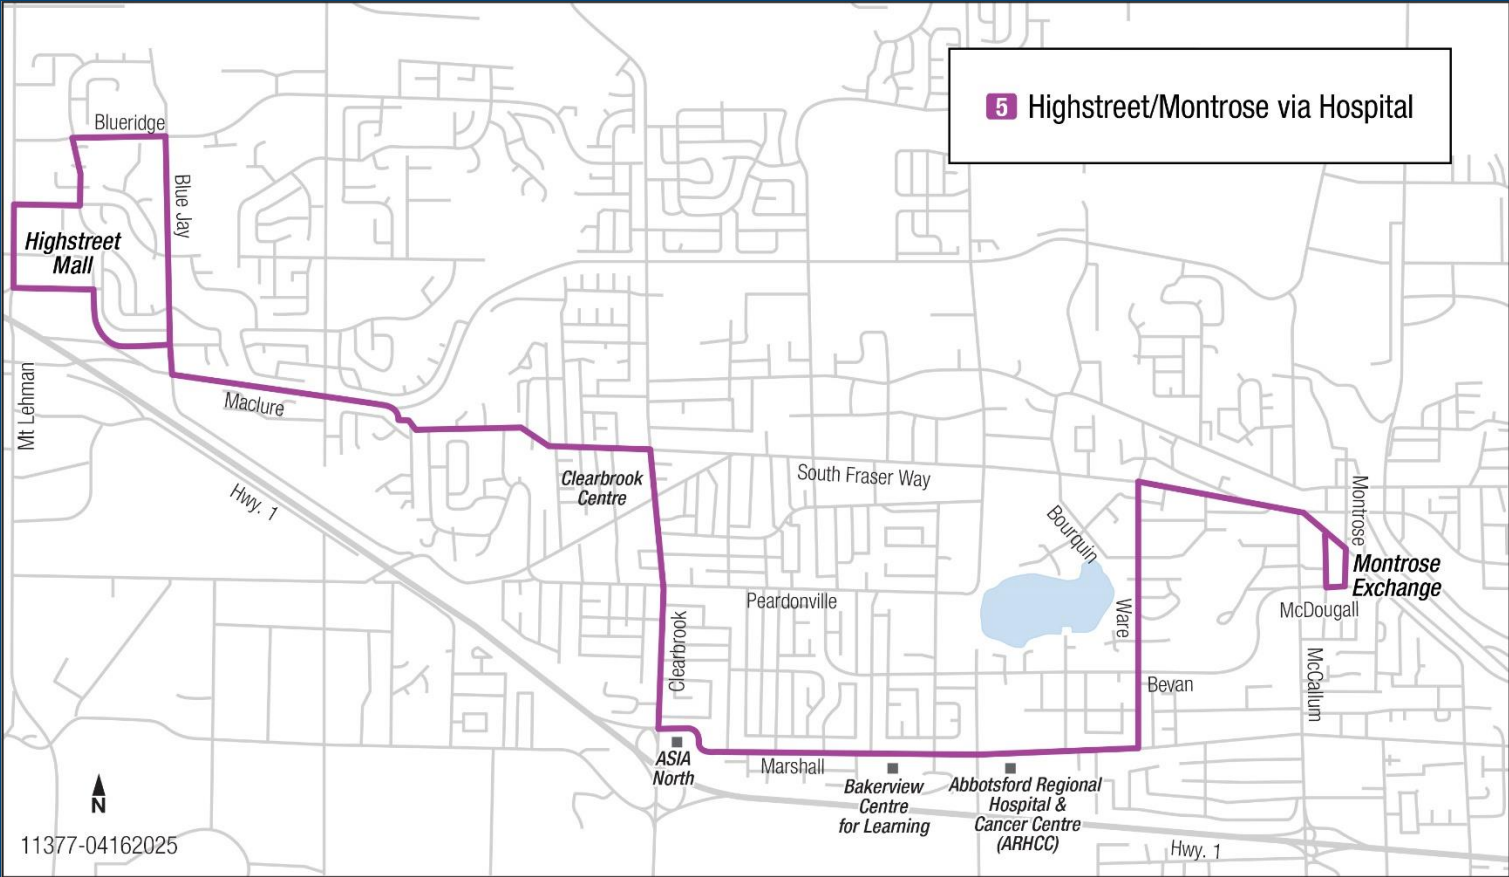 5 Highstreet/Montrose via Hospital
Blueridge
Blue Jay
Highstreet
Mall
Mt Lehman
Maclure
Hwy. 1
Clearbrook
Centre
South Fraser Way
Bourquin
Montrose
Montrose
Exchange
McDougall
Peardonville
Ware
Clearbrook
Bevan
McCallum
ASIA
North
Marshall
Bakerview
Centre
for Learning
Abbotsford Regional
Hospital &
Cancer Centre
(ARHCC)
Hwy. 1
N
11377-04162025